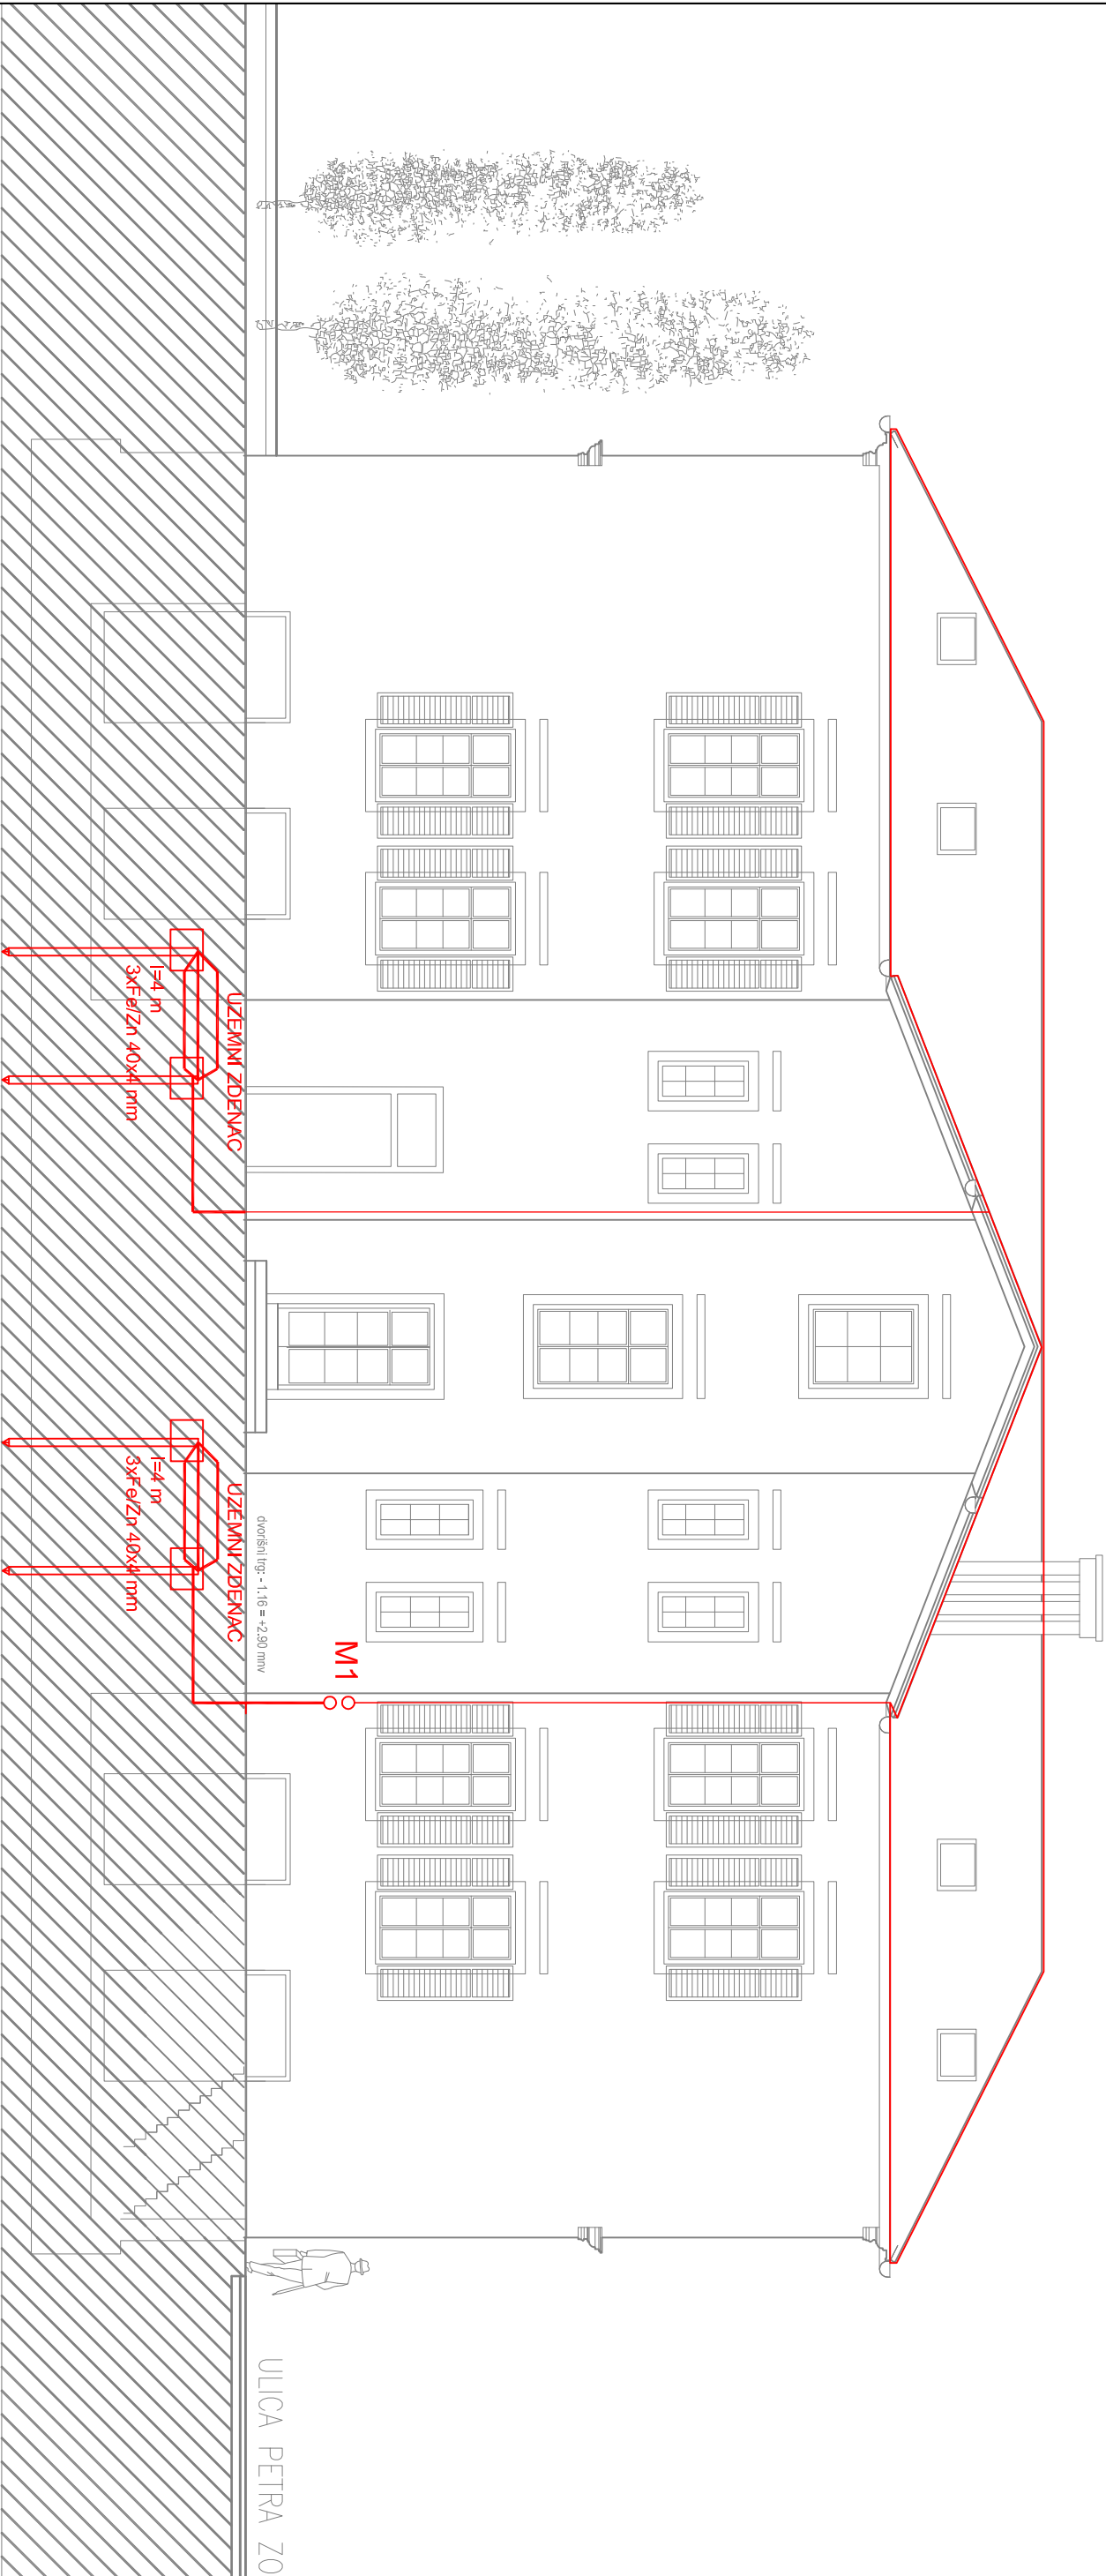 UZEMNI ZDENAC
l=4 m
3xFe/Zn 40x4 mm
UZEMNI ZDENAC
l=4 m
3xFe/Zn 40x4 mm
dvorišni trg: - 1.16 = +2.90 mnv
M1
ULICA PETRA ZO